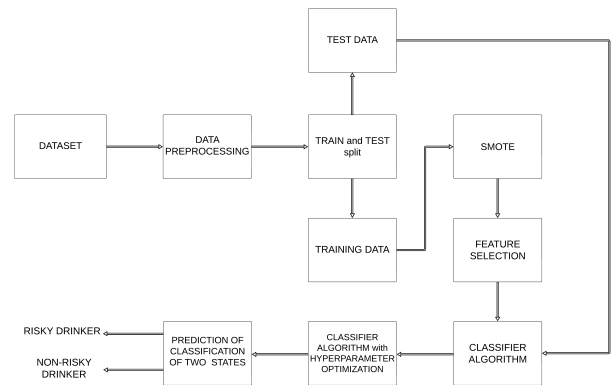 TEST DATA
DATASET
DATA
PREPROCESSING
TRAIN and TEST
split
SMOTE
TRAINING DATA
FEATURE
SELECTION
RISKY DRINKER
NON-RISKY
DRINKER
PREDICTION OF
CLASSIFICATION
OF TWO STATES
CLASSIFIER
ALGORITHM with
HYPERPARAMETER
OPTIMIZATION
CLASSIFIER
ALGORITHM